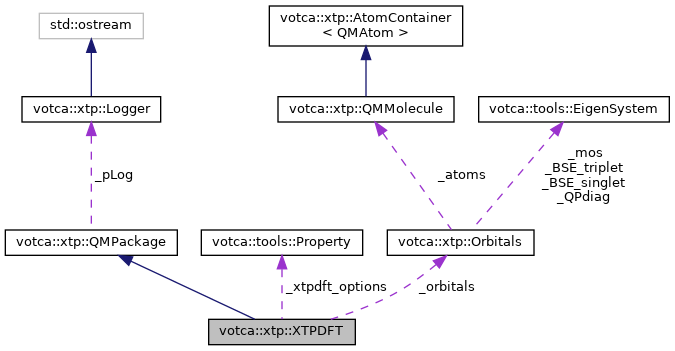 std::ostream
votca::xtp::AtomContainer
< QMAtom >
votca::xtp::Logger
votca::xtp::QMMolecule
votca::tools::EigenSystem
_pLog
_atoms
_mos
_BSE_triplet
_BSE_singlet
_QPdiag
votca::xtp::QMPackage
votca::tools::Property
votca::xtp::Orbitals
_xtpdft_options
_orbitals
votca::xtp::XTPDFT